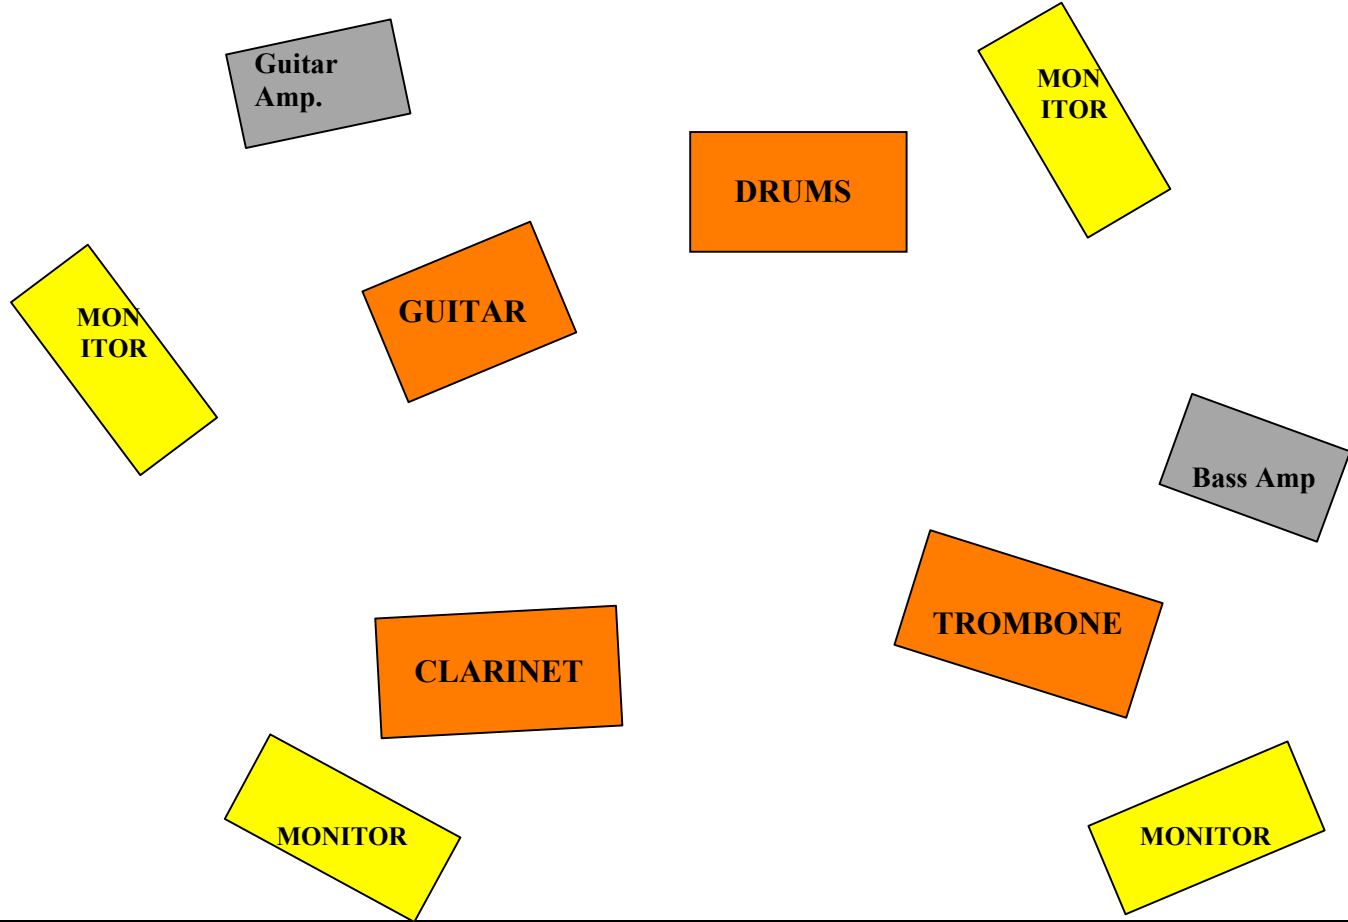 Guitar
Amp.
MON
ITOR
DRUMS
MON
ITOR
GUITAR
Bass Amp
TROMBONE
CLARINET
MONITOR
MONITOR